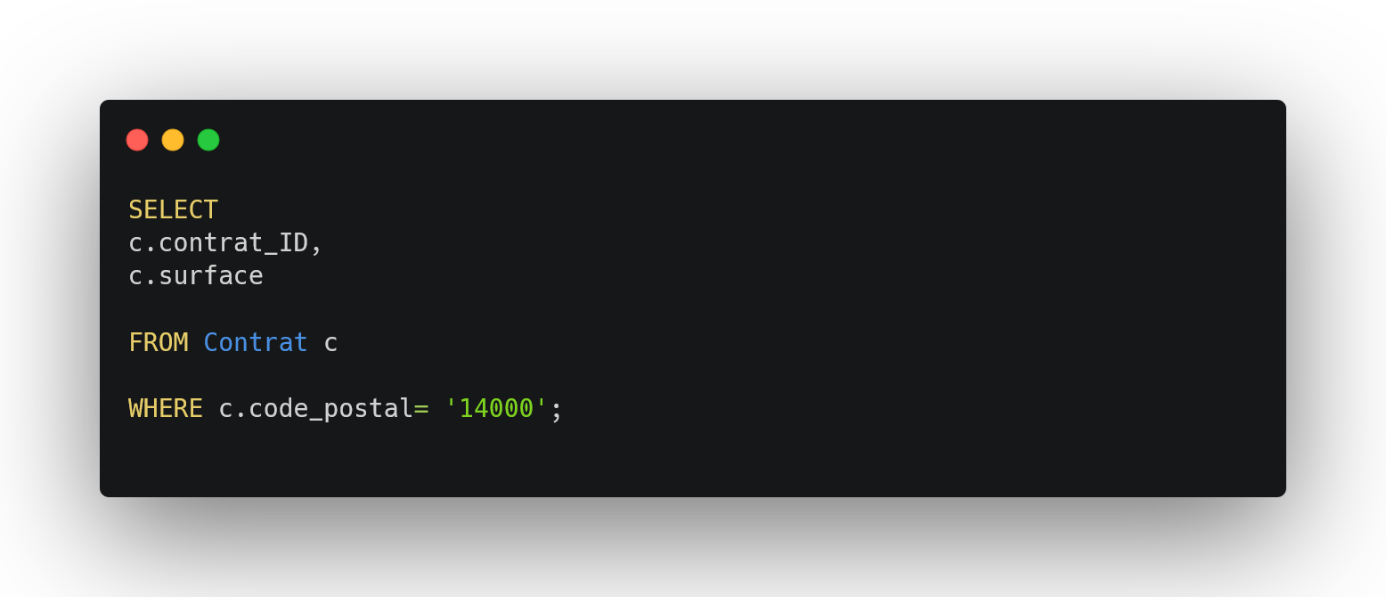 SELECT
c.contrat_ID,
c.surface
FROM Contrat c
WHERE c.code_postal= '14000';